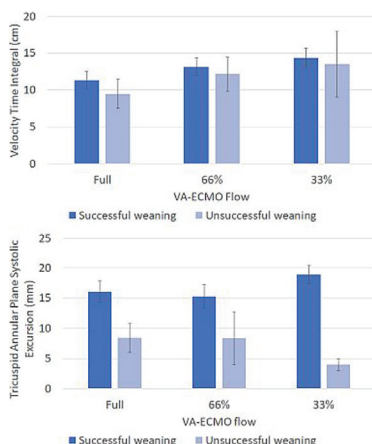 Velocity Time Integral (cm)
20
15
10
5
0
Full 66% 33%
VA-ECMO Flow
Successful weaning Unsuccessful weaning
Tricuspid Annular Plane Systolic
Excursion (mm)
25
20
15
10
5
0
Full 66% 33%
VA-ECMO flow
Successful weaning Unsuccessful weaning